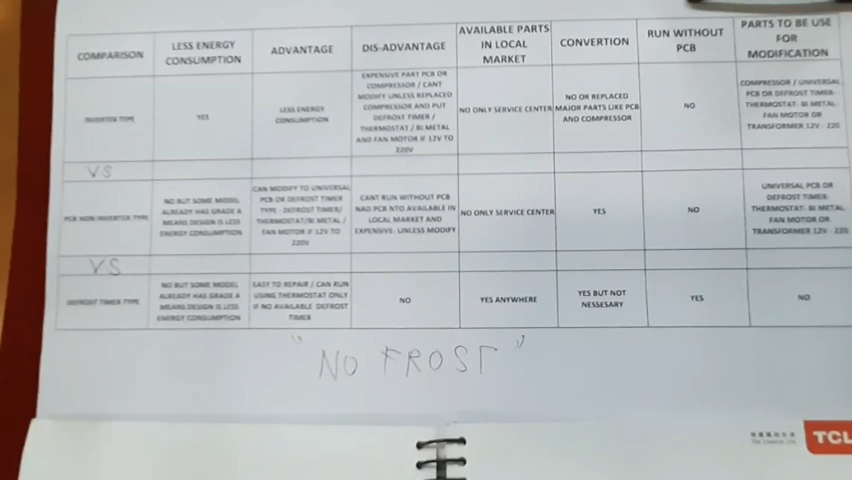 COMPARISON
LESS ENERGY
CONSUMPTION
ADVANTAGE
DIS-ADVANTAGE
AVAILABLE PARTS
IN LOCAL
MARKET
CONVERTION
RUN WITHOUT
PCB
PARTS TO BE USE
FOR
MODIFICATION
INVERTER TYPE
YES
LESS ENERGY
CONSUMPTION
EXPENSIVE PART PCB OR
COMPRESSOR / CANT
MODIFY UNLESS REPLACED
COMPRESSOR AND PUT
DEFROST TIMER /
THERMOSTAT / BI METAL
AND FAN MOTOR IF 12V TO
220V
NO ONLY SERVICE CENTER
NO OR REPLACED
MAJOR PARTS LIKE PCB
AND COMPRESSOR
NO
COMPRESSOR / UNIVERSAL
PCB OR DEFROST TIMER-
THERMOSTAT- BI METAL
FAN MOTOR OR
TRANSFORMER 12V - 220
VS
PCB NON-INVERTER TYPE
NO BUT SOME MODEL
ALREADY HAS GRADE A
MEANS DESIGN IS LESS
ENERGY CONSUMPTION
CAN MODIFY TO UNIVERSAL
PCB OR DEFROST TIMER
TYPE - DEFROST TIMER/
THERMOSTAT/BI METAL /
FAN MOTOR IF 12V TO
220V
CANT RUN WITHOUT PCB
NAD PCB NTO AVAILABLE IN
LOCAL MARKET AND
EXPENSIVE- UNLESS MODIFY
NO ONLY SERVICE CENTER
YES
NO
UNIVERSAL PCB OR
DEFROST TIMER-
THERMOSTAT- BI METAL
FAN MOTOR OR
TRANSFORMER 12V - 220
VS
DEFROST TIMER TYPE
NO BUT SOME MODEL
ALREADY HAS GRADE A
MEANS DESIGN IS LESS
ENERGY CONSUMPTION
EASY TO REPAIR / CAN RUN
USING THERMOSTAT ONLY
IF NO AVAILABLE DEFROST
TIMER
NO
YES ANYWHERE
YES BUT NOT
NESSESARY
YES
NO
"NO FROST"
TCL